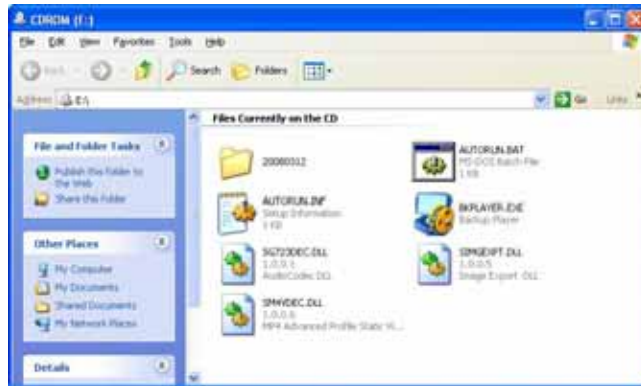 CDROM (E:)
File Edit View Favorites Tools Help
Back Search Folders
Address E:\ Go Links
Files Currently on the CD
File and Folder Tasks
Publish this folder to
the Web
Share this folder
Other Places
My Computer
My Documents
Shared Documents
My Network Places
Details
20080312
AUTORUN.BAT
MS-DOS Batch File
1 KB
AUTORUN.INF
Setup Information
1 KB
BKPLAYER.EXE
Backup Player
SG723DEC.DLL
1.0.0.1
AudioCodec DLL
SIMGEXPT.DLL
1.0.0.5
Image Export DLL
SM4VDEC.DLL
1.0.0.6
MP4 Advanced Profile Static Vi...